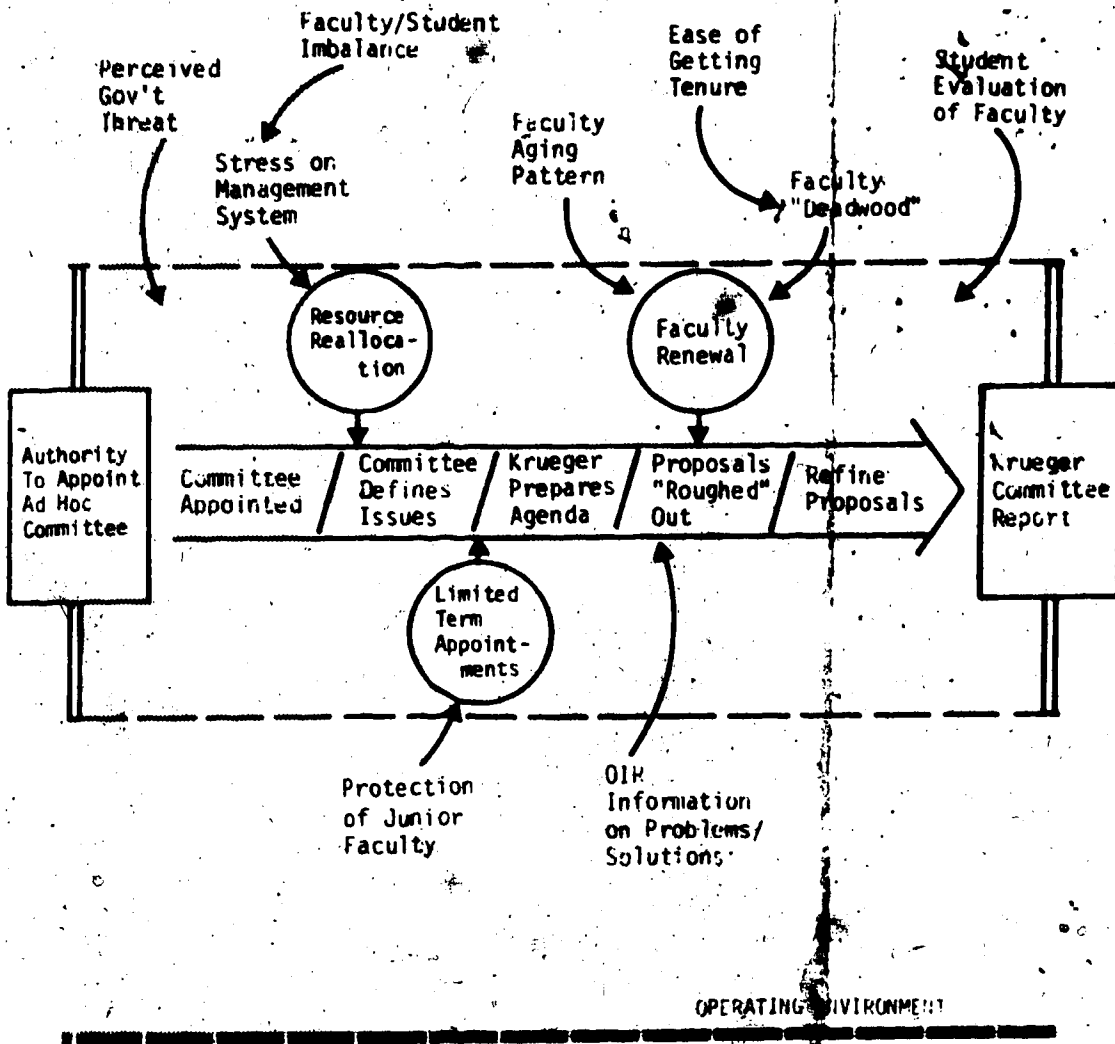 Faculty/Student
Imbalance
Perceived
Gov't
Threat
Stress on
Management
System
Ease of
Getting
Tenure
Faculty
Aging
Pattern
Faculty
"Deadwood"
Student
Evaluation
of Faculty
Resource
Realloca-
tion
Faculty
Renewal
Authority
To Appoint
Ad Hoc
Committee
Committee
Appointed
Committee
Defines
Issues
Krueger
Prepares
Agenda
Proposals
"Roughed"
Out
Refine
Proposals
Krueger
Committee
Report
Limited
Term
Appoint-
ments
Protection
of Junior
Faculty
OIR
Information
on Problems/
Solutions
OPERATING ENVIRONMENT